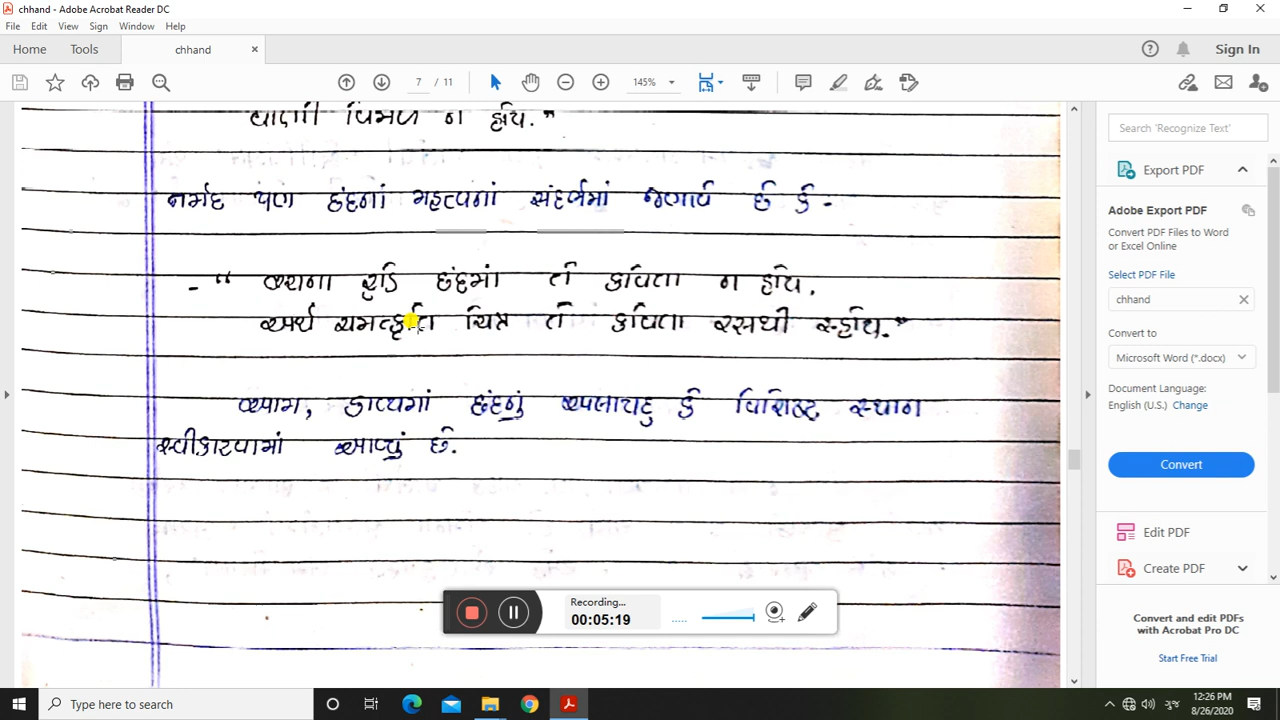 chhand - Adobe Acrobat Reader DC
File Edit View Sign Window Help
Home Tools chhand × Sign In
7 / 11 145%
વાણી વિમળ ન હોય."
નર્મદ પણ છંદનાં મહત્વનાં સંદર્ભમાં જણાવે છે કે -
- " રચના રૂડિ છંદમાં તે કવિતા ન હોય.
અર્થ ચમત્કૃતિ ચિત્ર તે કવિતા રસથી સ્હોય."
આમ, કાવ્યમાં છંદનું કે વિશિષ્ટ સ્થાન
સ્વીકારવામાં આવ્યું છે.
Recording...
00:05:19
Search 'Recognize Text'
Export PDF
Adobe Export PDF
Convert PDF Files to Word
or Excel Online
Select PDF File
chhand ×
Convert to
Microsoft Word (*.docx)
Document Language:
English (U.S.) Change
Convert
Edit PDF
Create PDF
Convert and edit PDFs
with Acrobat Pro DC
Start Free Trial
Type here to search
12:26 PM
8/26/2020